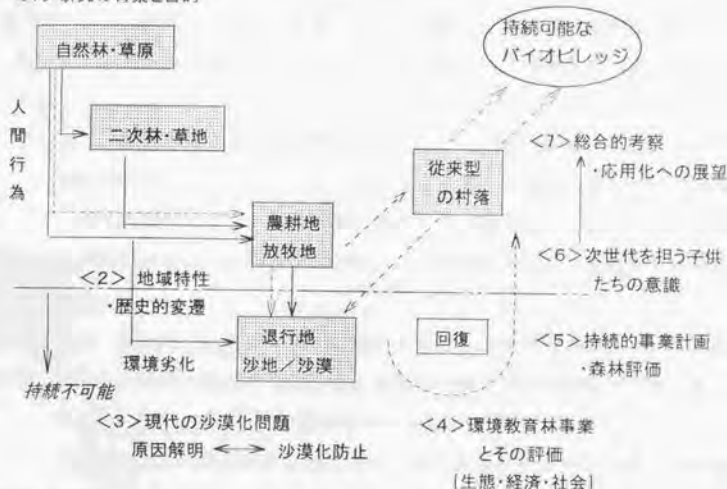 持続可能な
バイオビレッジ
自然林・草原
人
間
行
為
二次林・草地
<7> 総合的考察
・応用化への展望
従来型
の村落
農耕地
放牧地
<6>次世代を担う子供
たちの意識
<2> 地域特性
・歴史的変遷
退行地
沙地/沙漠
回復
<5>持続的事業計画
・森林評価
環境劣化
持続不可能
<3>現代の沙漠化問題
原因解明 ⟷ 沙漠化防止
<4>環境教育林事業
とその評価
[生態・経済・社会]